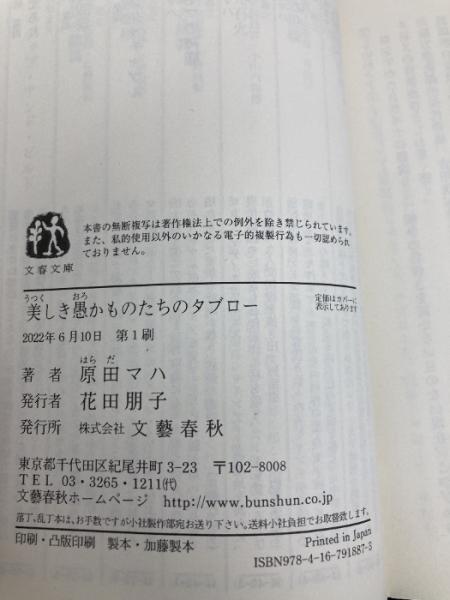 本書の無断複写は著作権法上での例外を除き禁じられています。
また、私的使用以外のいかなる電子的複製行為も一切認められ
ておりません。
文春文庫
うつく おろ
美しき愚かものたちのタブロー
定価はカバーに
表示してあります
2022年6月10日 第1刷
はら だ
著者 原田マハ
発行者 花田朋子
発行所 株式会社 文藝春秋
東京都千代田区紀尾井町3-23 〒102-8008
TEL 03・3265・1211㈹
文藝春秋ホームページ http://www.bunshun.co.jp
落丁、乱丁本は、お手数ですが小社製作部宛お送り下さい。送料小社負担でお取替致します。
印刷・凸版印刷 製本・加藤製本
Printed in Japan
ISBN978-4-16-791887-3